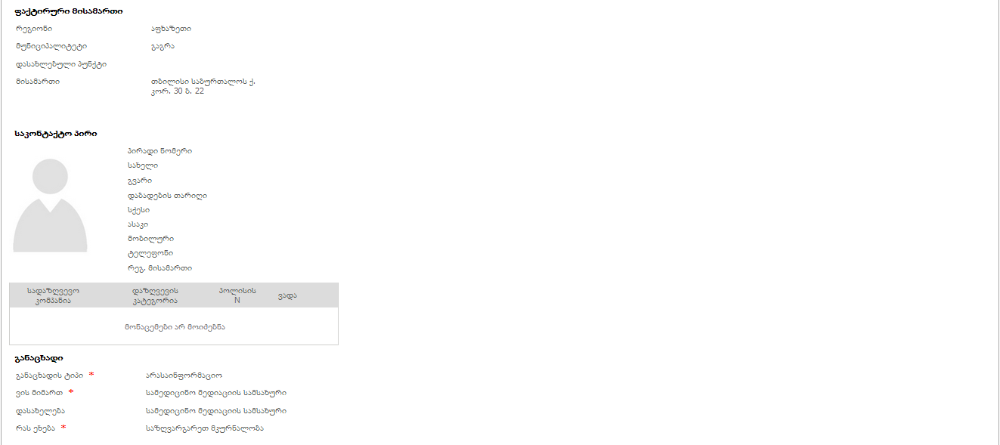 ფაქტირური მისამართი
რეგიონი აფხაზეთი
მუნიციპალიტეტი გაგრა
დასახლებული პუნქტი
მისამართი თბილისი საბურთალოს ქ.
კორ. 30 ბ. 22
საკონტაქტო პირი
პირადი ნომერი
სახელი
გვარი
დაბადების თარიღი
სქესი
ასაკი
მობილური
ტელეფონი
რეგ. მისამართი
სადაზღვევო კომპანია დაზღვევის კატეგორია პოლისის N ვადა
მონაცემები არ მოიძებნა
განაცხადი
განაცხადის ტიპი * არასაინფორმაციო
ვის მიმართ * სამედიცინო მედიაციის სამსახური
დასახელება სამედიცინო მედიაციის სამსახური
რას ეხება * საზღვარგარეთ მკურნალობა